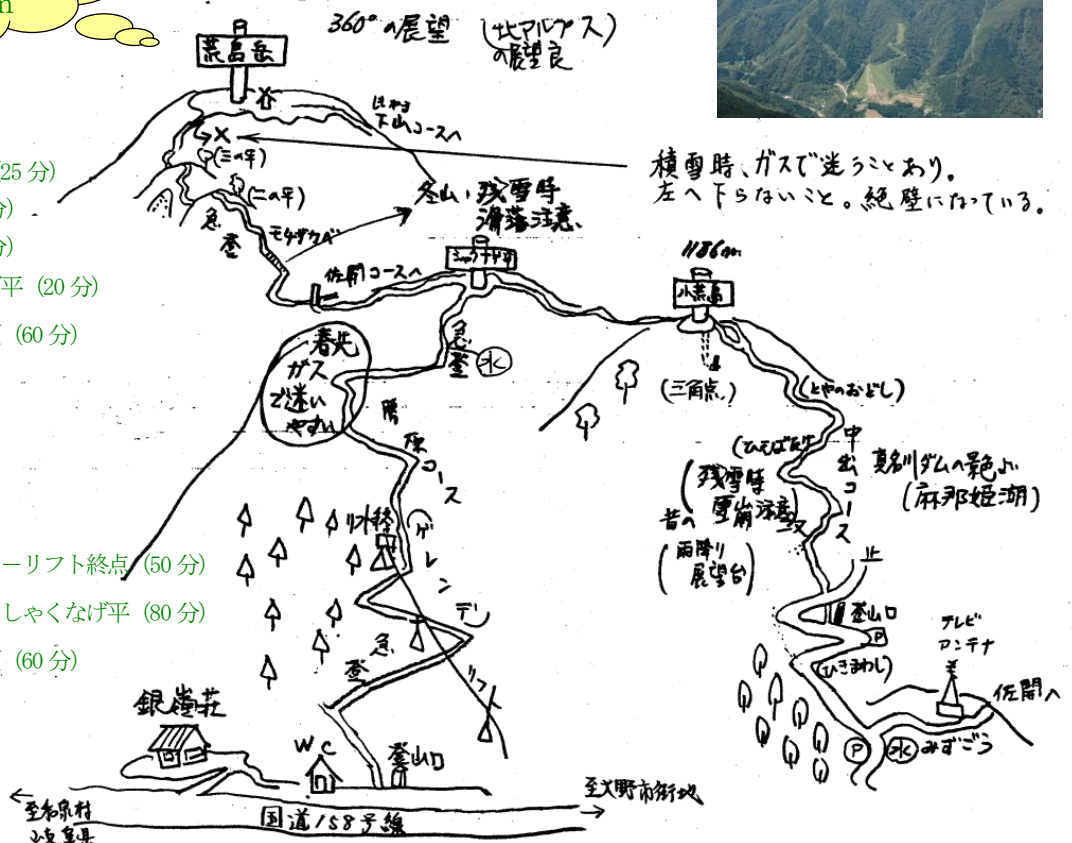 m
360°の展望
(北アルプス)
の展望良
荒島岳
下山コースへ
(三の平)
(二の平)
積雪時、ガスで迷うことあり。
左へ下らないこと。絶壁になっている。
25分)
分)
分)
平 (20分)
(60分)
冬山・残雪時
滑落注意
急
登
モチガカベ
佐開コースへ
シャクナゲ平
1186m
小荒島
春先
ガス
で迷い
やすい
急
登
水
(三角点)
(とやのおどし)
勝
原
コ
ー
ス
中
出
コ
ー
ス
真名川ダムの景色よい
(麻那姫湖)
(残雪時
雪崩注意)
昔へ
(雨降り
展望台)
リフト終
(ゲ
レ
ン
デ)
急
登
リフト
ーリフト終点 (50分)
しゃくなげ平 (80分)
(60分)
登山口
P
(ひきまわし)
テレビ
アンテナ
佐開へ
P
水
みずごう
銀嶺荘
WC
登山口
至大野市街地
至和泉村
岐阜県
国道158号線